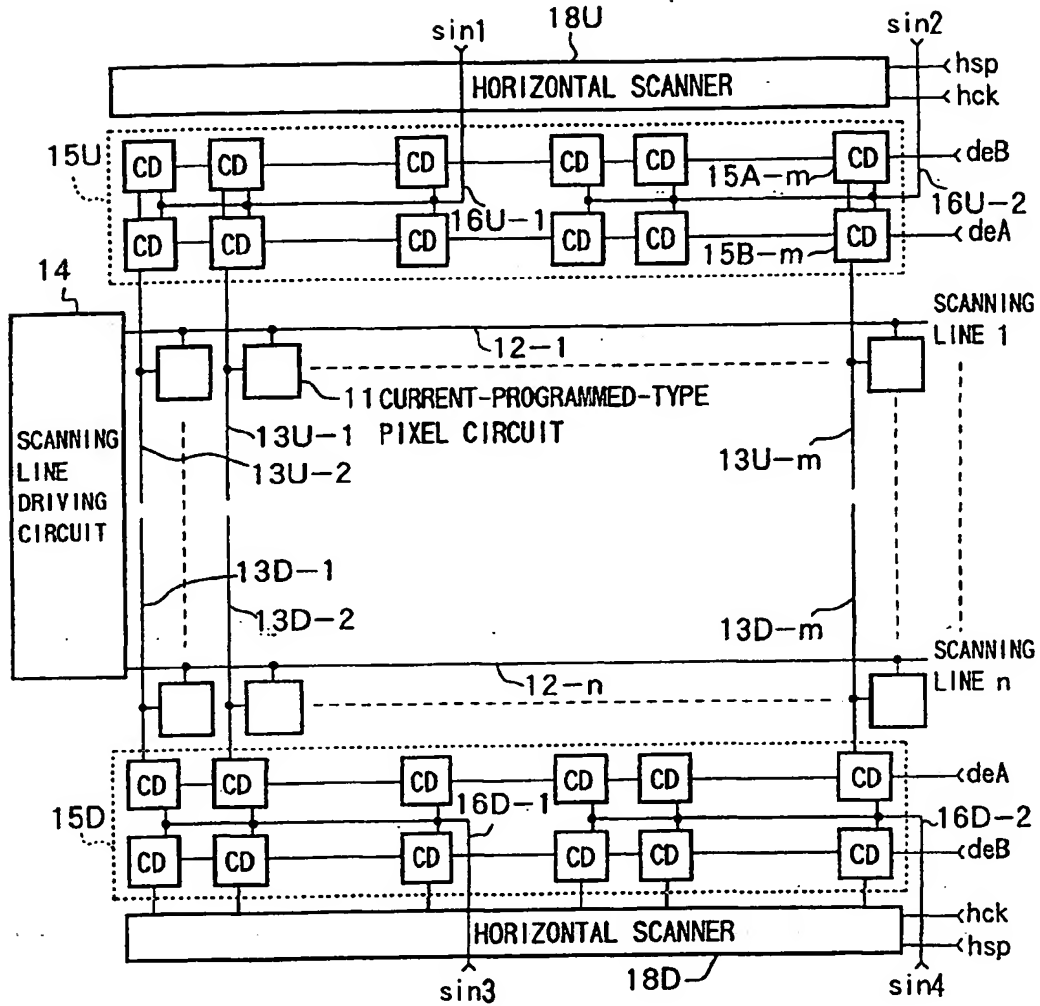 18U
sin1
sin2
HORIZONTAL SCANNER
hsp
hck
15U
CD CD CD CD CD CD
deB
15A-m
16U-1
16U-2
CD CD CD CD CD CD
deA
15B-m
14
SCANNING
LINE 1
12-1
11 CURRENT-PROGRAMMED-TYPE
PIXEL CIRCUIT
13U-1
13U-m
13U-2
SCANNING
LINE
DRIVING
CIRCUIT
13D-1
13D-2
13D-m
SCANNING
LINE n
12-n
CD CD CD CD CD CD
deA
15D
16D-1
16D-2
CD CD CD CD CD CD
deB
hck
HORIZONTAL SCANNER
hsp
18D
sin3
sin4